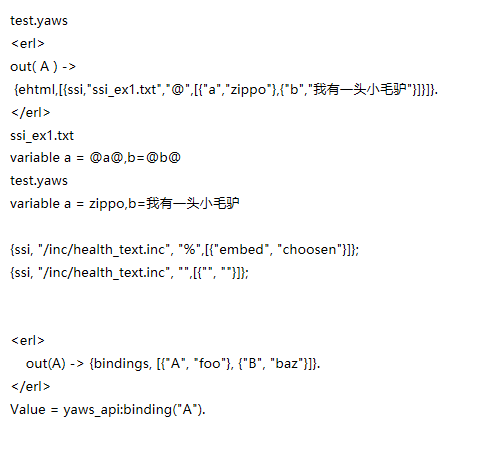 test.yaws
<erl>
out( A ) ->
{ehtml,[{ssi,"ssi_ex1.txt","@",[{"a","zippo"},{"b","我有一头小毛驴"}]}]}.
</erl>
ssi_ex1.txt
variable a = @a@,b=@b@
test.yaws
variable a = zippo,b=我有一头小毛驴
{ssi, "/inc/health_text.inc", "%",[{"embed", "choosen"}]};
{ssi, "/inc/health_text.inc", "",[{"", ""}]};
<erl>
out(A) -> {bindings, [{"A", "foo"}, {"B", "baz"}]}.
</erl>
Value = yaws_api:binding("A").